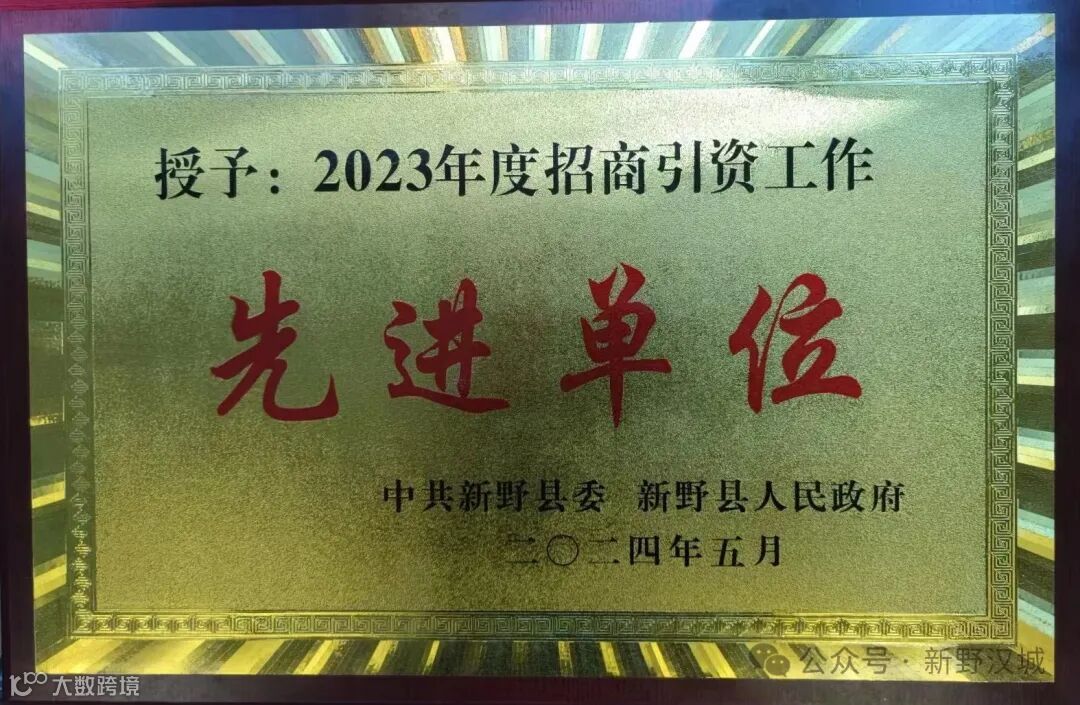 授予：2023年度招商引资工作
先进单位
中共新野县委 新野县人民政府
二〇二四年五月
公众号·新野汉城
大数跨境